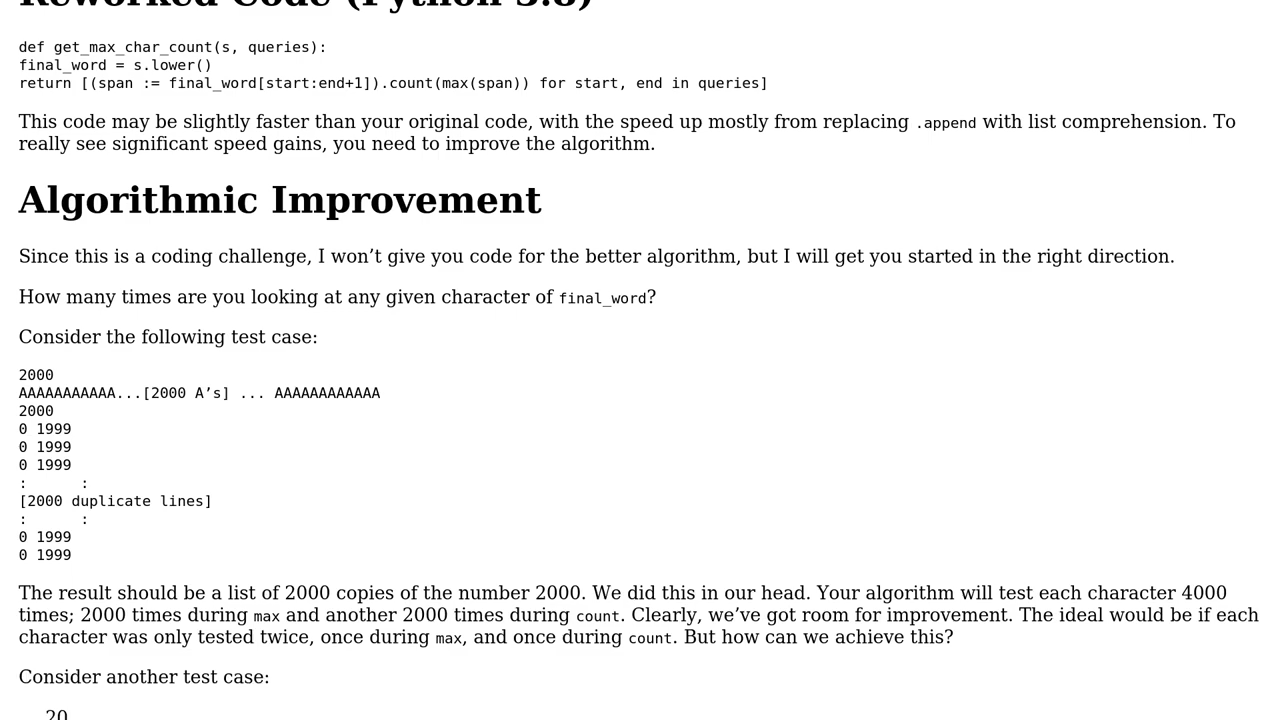 Reworked Code (Python 3.8)
def get_max_char_count(s, queries):
final_word = s.lower()
return [(span := final_word[start:end+1]).count(max(span)) for start, end in queries]
This code may be slightly faster than your original code, with the speed up mostly from replacing .append with list comprehension. To
really see significant speed gains, you need to improve the algorithm.
Algorithmic Improvement
Since this is a coding challenge, I won’t give you code for the better algorithm, but I will get you started in the right direction.
How many times are you looking at any given character of final_word?
Consider the following test case:
2000
AAAAAAAAAAA...[2000 A’s] ... AAAAAAAAAAAA
2000
0 1999
0 1999
0 1999
:      :
[2000 duplicate lines]
:      :
0 1999
0 1999
The result should be a list of 2000 copies of the number 2000. We did this in our head. Your algorithm will test each character 4000
times; 2000 times during max and another 2000 times during count. Clearly, we’ve got room for improvement. The ideal would be if each
character was only tested twice, once during max, and once during count. But how can we achieve this?
Consider another test case:
20